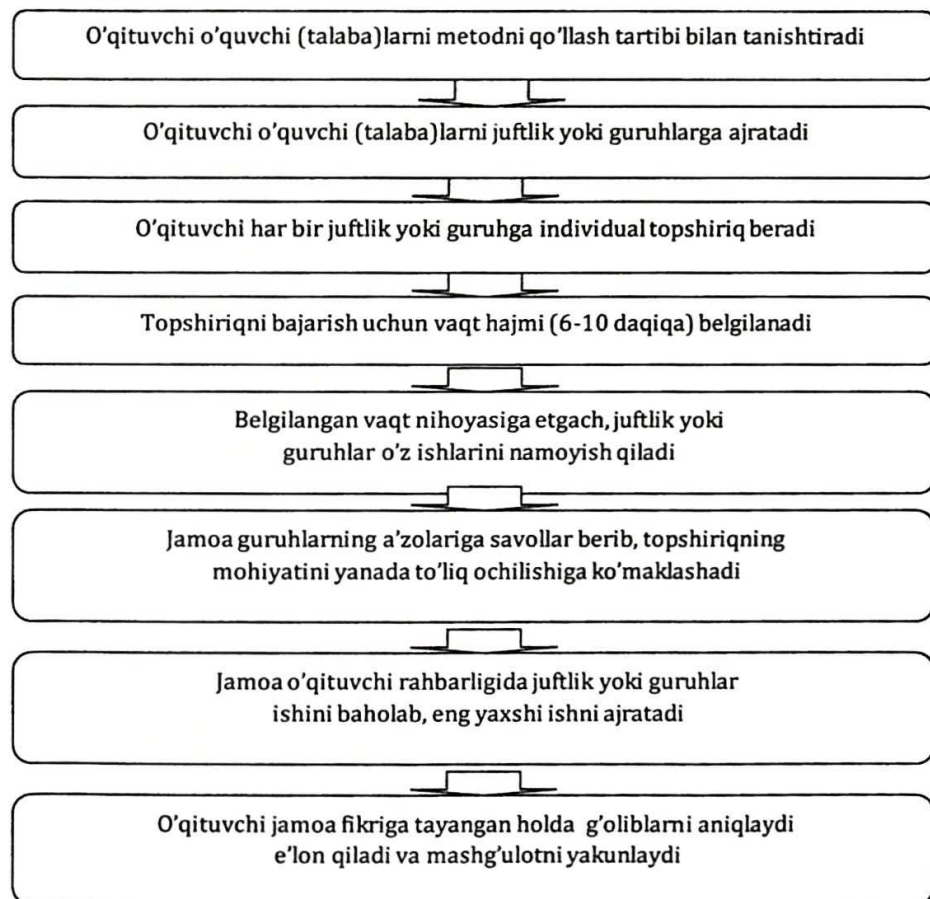 O'qituvchi o'quvchi (talaba)larni metodni qo'llash tartibi bilan tanishtiradi
O'qituvchi o'quvchi (talaba)larni juftlik yoki guruhlarga ajratadi
O'qituvchi har bir juftlik yoki guruhga individual topshiriq beradi
Topshiriqni bajarish uchun vaqt hajmi (6-10 daqiqa) belgilanadi
Belgilangan vaqt nihoyasiga etgach, juftlik yoki
guruhlar o'z ishlarini namoyish qiladi
Jamoa guruhlarning a'zolariga savollar berib, topshiriqning
mohiyatini yanada to'liq ochilishiga ko'maklashadi
Jamoa o'qituvchi rahbarligida juftlik yoki guruhlar
ishini baholab, eng yaxshi ishni ajratadi
O'qituvchi jamoa fikriga tayangan holda g'oliblarni aniqlaydi
e'lon qiladi va mashg'ulotni yakunlaydi